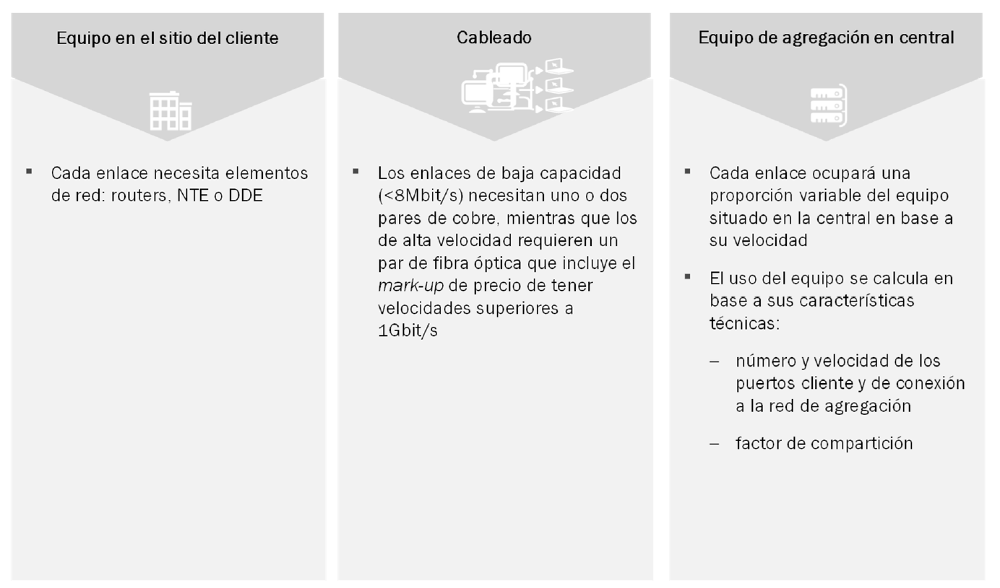 Equipo en el sitio del cliente
▪ Cada enlace necesita elementos
de red: routers, NTE o DDE
Cableado
▪ Los enlaces de baja capacidad
(<8Mbit/s) necesitan uno o dos
pares de cobre, mientras que los
de alta velocidad requieren un
par de fibra óptica que incluye el
mark-up de precio de tener
velocidades superiores a
1Gbit/s
Equipo de agregación en central
▪ Cada enlace ocupará una
proporción variable del equipo
situado en la central en base a
su velocidad
▪ El uso del equipo se calcula en
base a sus características
técnicas:
– número y velocidad de los
puertos cliente y de conexión
a la red de agregación
– factor de compartición